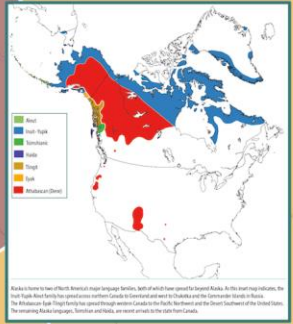 Aleut
Inuit-Yupik
Tsimshianic
Haida
Tlingit
Eyak
Athabascan (Dene)
Alaska is home to two of North America's major language families, both of which have spread far beyond Alaska. As this inset map indicates, the
Inuit-Yupik-Aleut family has spread across northern Canada to Greenland and west to Chukotka and the Commander Islands in Russia.
The Athabascan-Eyak-Tlingit family has spread through western Canada to the Pacific Northwest and the Desert Southwest of the United States.
The remaining Alaska languages, Tsimshian and Haida, are recent arrivals to the state from Canada.